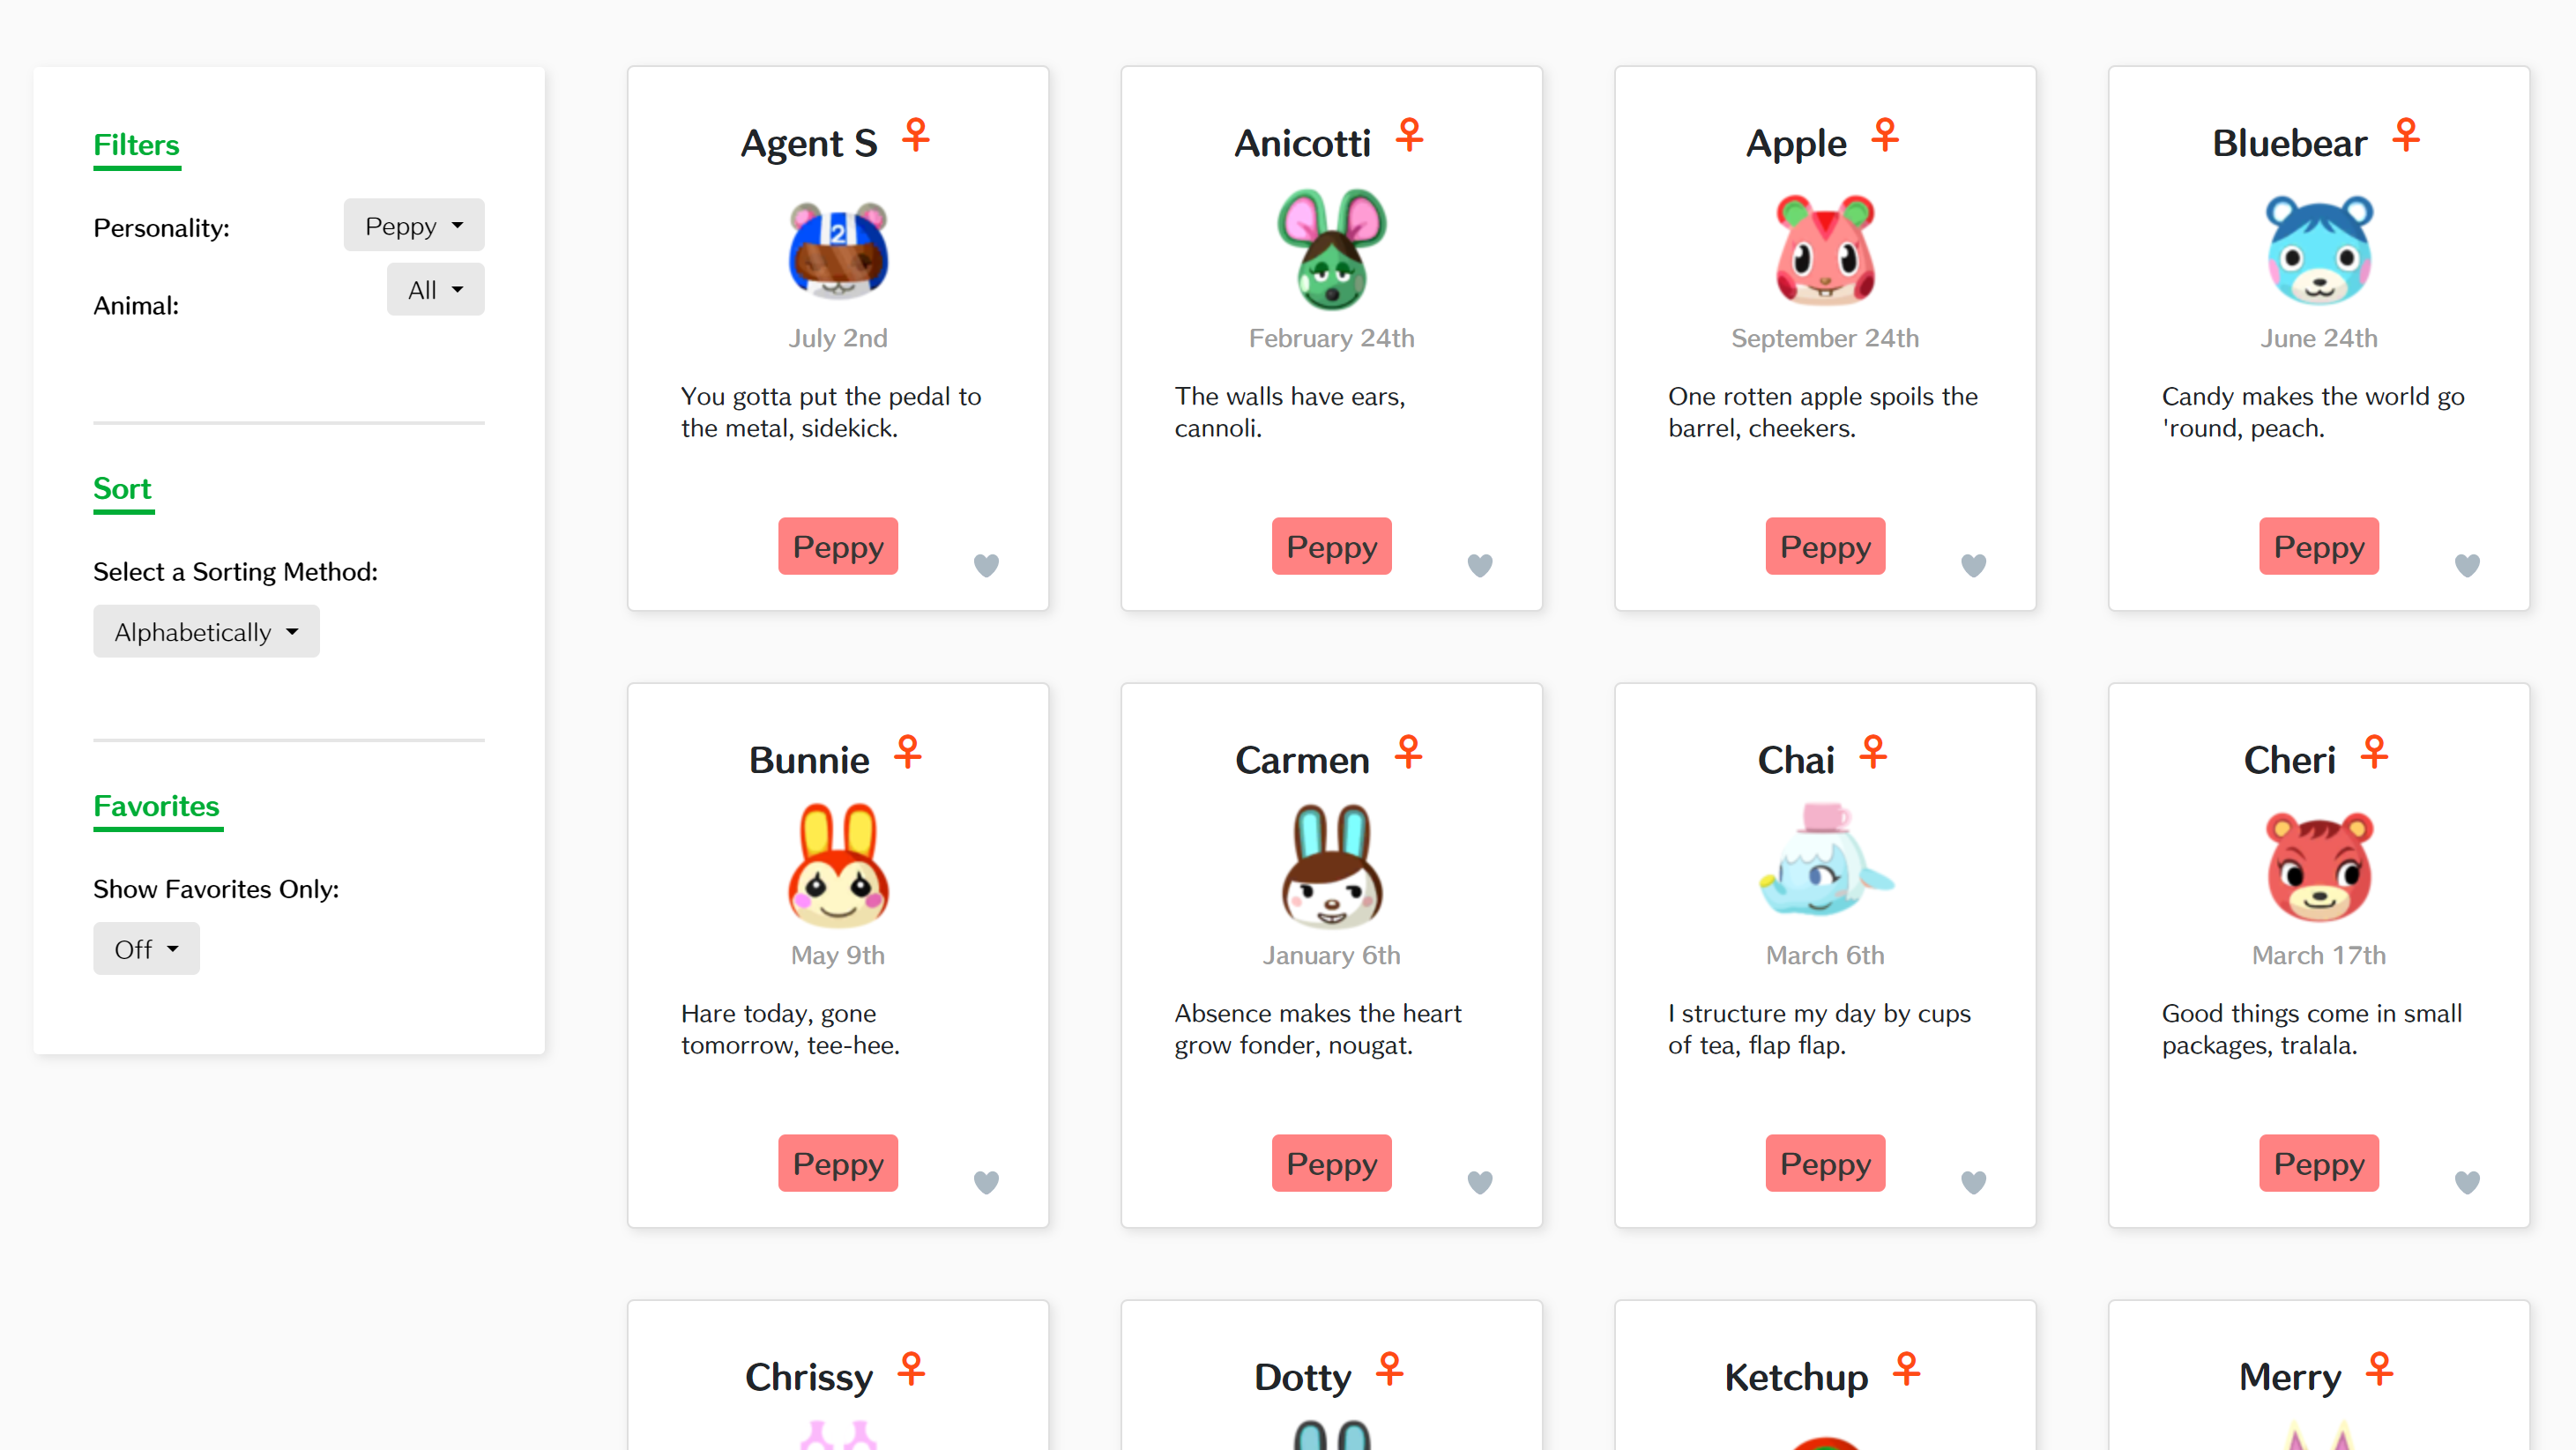 Filters
Personality:
Peppy
Animal:
All
Sort
Select a Sorting Method:
Alphabetically
Favorites
Show Favorites Only:
Off
Agent S
2
July 2nd
You gotta put the pedal to
the metal, sidekick.
Peppy
Anicotti
February 24th
The walls have ears,
cannoli.
Peppy
Apple
September 24th
One rotten apple spoils the
barrel, cheekers.
Peppy
Bluebear
June 24th
Candy makes the world go
'round, peach.
Peppy
Bunnie
May 9th
Hare today, gone
tomorrow, tee-hee.
Peppy
Carmen
January 6th
Absence makes the heart
grow fonder, nougat.
Peppy
Chai
March 6th
I structure my day by cups
of tea, flap flap.
Peppy
Cheri
March 17th
Good things come in small
packages, tralala.
Peppy
Chrissy
Dotty
Ketchup
Merry